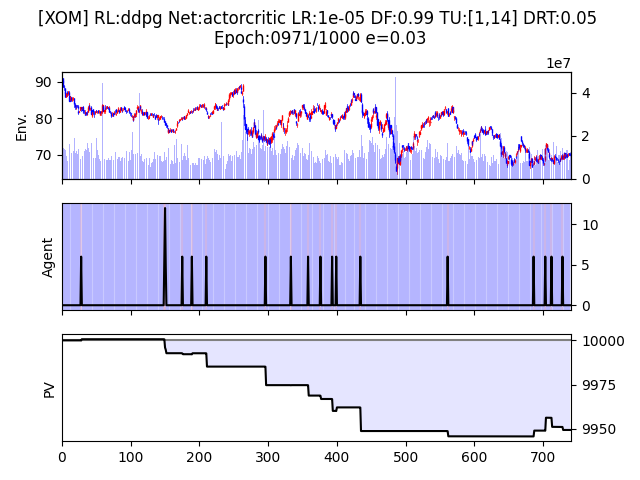 [XOM] RL:ddpg Net:actorcritic LR:1e-05 DF:0.99 TU:[1,14] DRT:0.05
Epoch:0971/1000 e=0.03
1e7
90
80
70
Env.
4
2
0
Agent
10
5
0
PV
10000
9975
9950
0 100 200 300 400 500 600 700